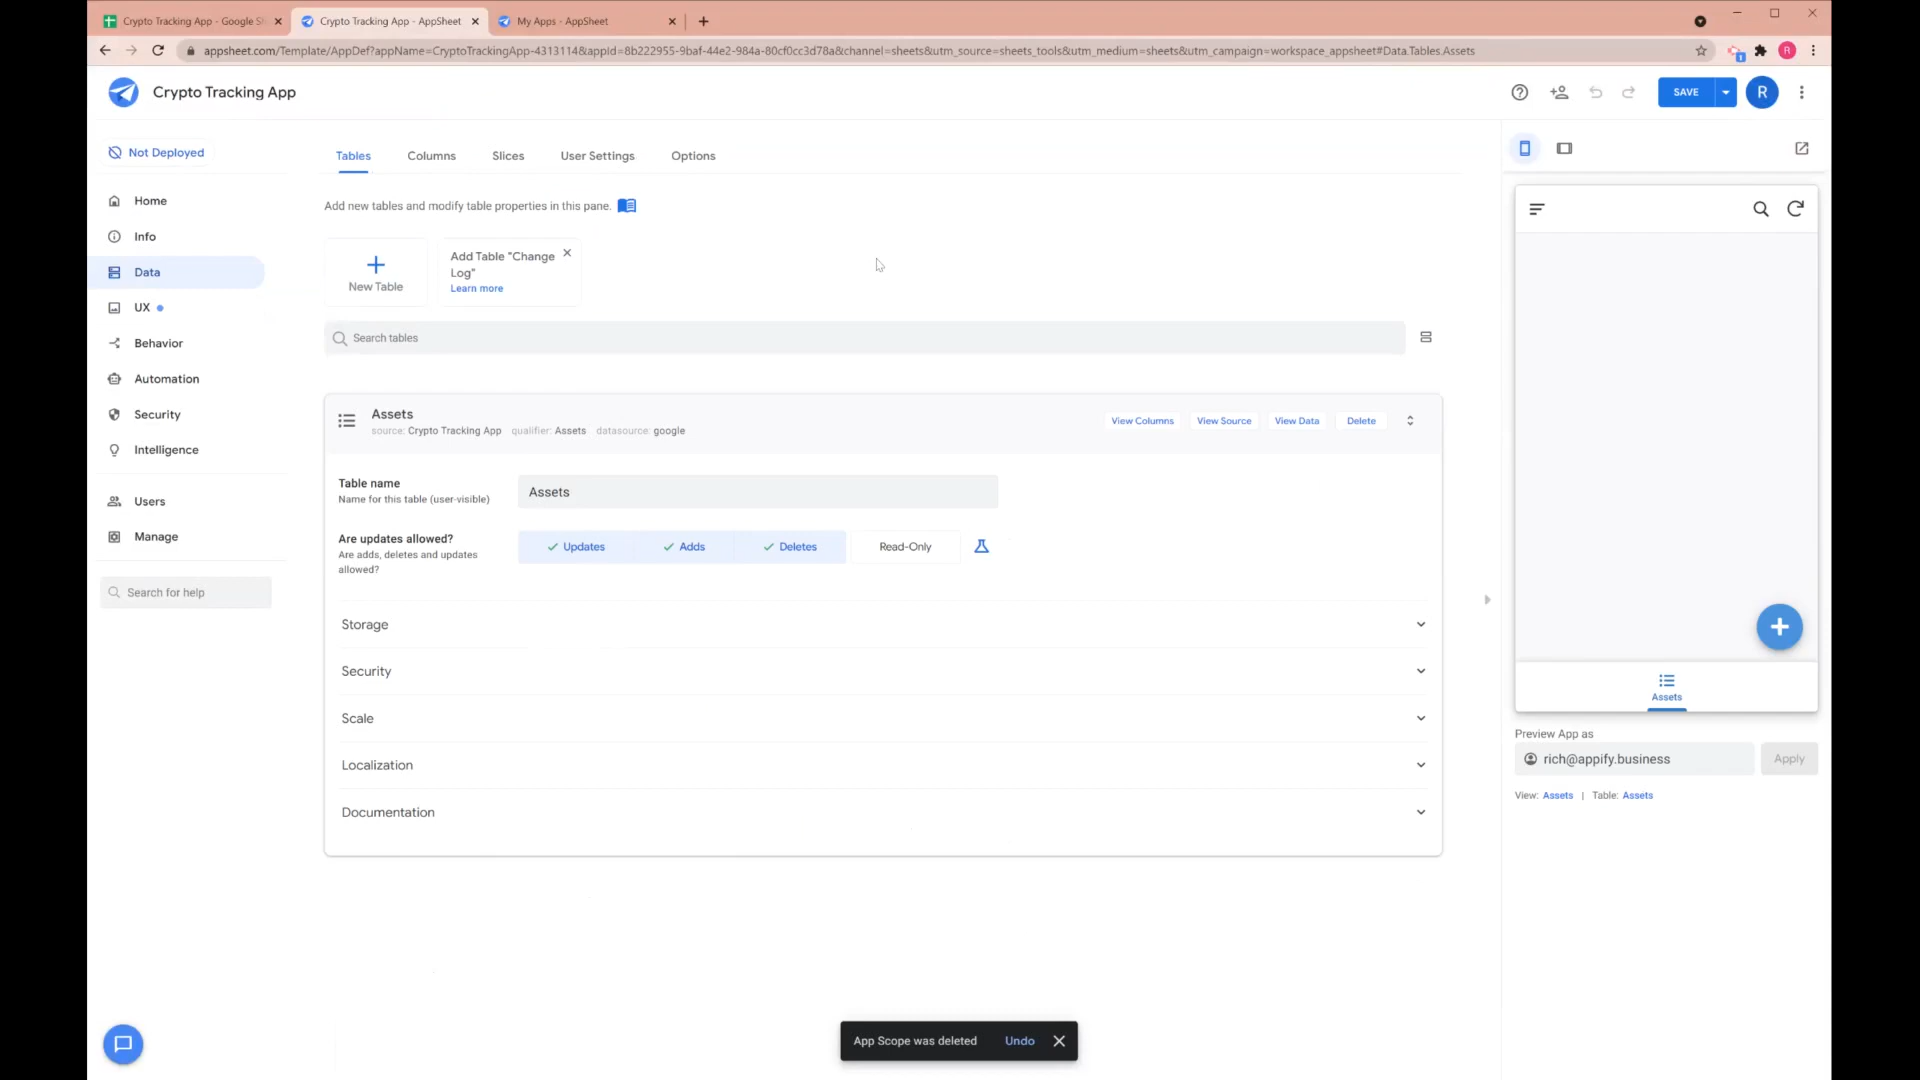 Crypto Tracking App - Google Sh
Crypto Tracking App - AppSheet
My Apps - AppSheet
appsheet.com/Template/AppDef?appName=CryptoTrackingApp-4313114&appId=8b222955-9baf-44e2-984a-80cf0cc3d78a&channel=sheets&utm_source=sheets_tools&utm_medium=sheets&utm_campaign=workspace_appsheet#Data.Tables.Assets
R
Crypto Tracking App
SAVE
R
Not Deployed
Home
Info
Data
UX
Behavior
Automation
Security
Intelligence
Users
Manage
Search for help
Tables
Columns
Slices
User Settings
Options
Add new tables and modify table properties in this pane.
New Table
Add Table "Change
Log"
Learn more
Search tables
Assets
source: Crypto Tracking App qualifier: Assets datasource: google
View Columns
View Source
View Data
Delete
Table name
Name for this table (user-visible)
Assets
Are updates allowed?
Are adds, deletes and updates
allowed?
Updates
Adds
Deletes
Read-Only
Storage
Security
Scale
Localization
Documentation
Assets
Preview App as
rich@appify.business
Apply
View: Assets | Table: Assets
App Scope was deleted
Undo